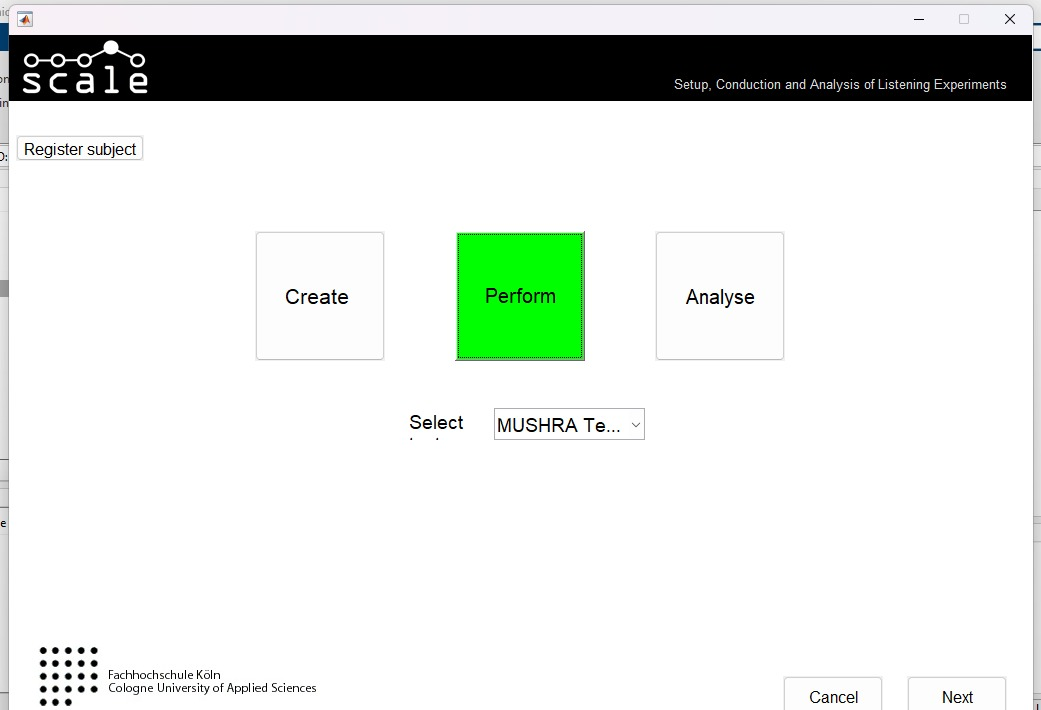 scale
Setup, Conduction and Analysis of Listening Experiments
Register subject
Create
Perform
Analyse
Select
MUSHRA Te...
Fachhochschule Köln
Cologne University of Applied Sciences
Cancel
Next